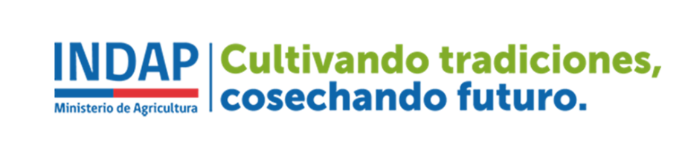 INDAP
Ministerio de Agricultura
Cultivando tradiciones,
cosechando futuro.